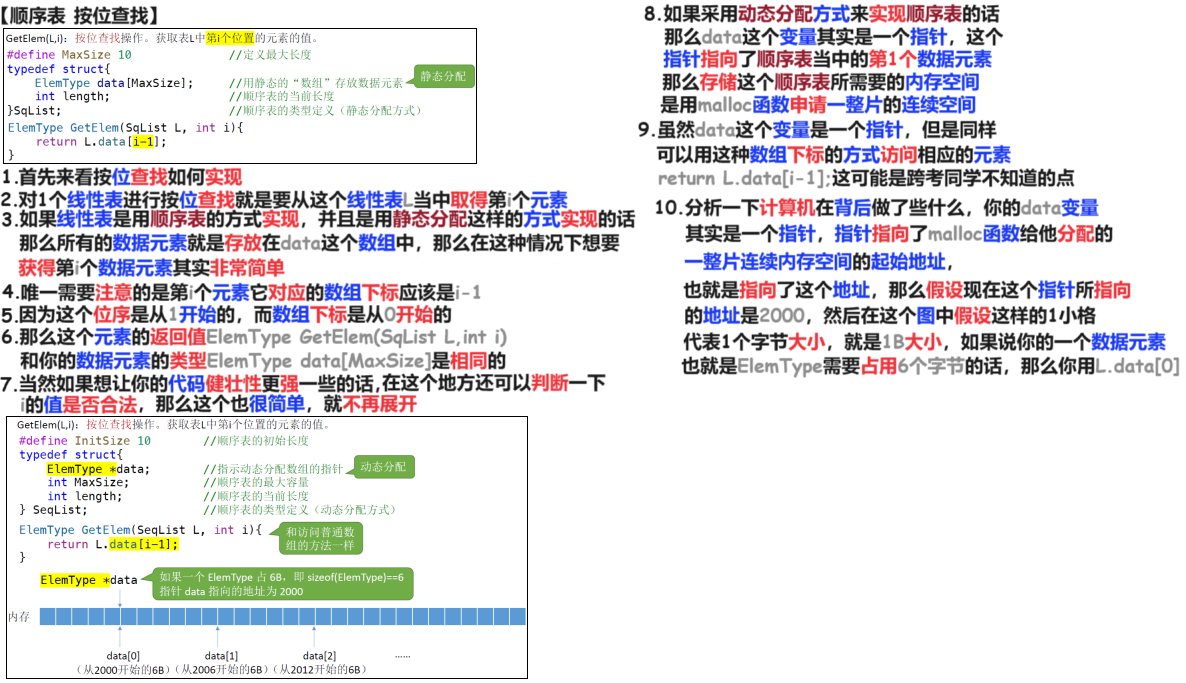 【顺序表 按位查找】
GetElem(L,i): 按位查找操作。获取表L中第i个位置的元素的值。
#define MaxSize 10 //定义最大长度
typedef struct{
ElemType data[MaxSize]; //用静态的“数组”存放数据元素
静态分配
int length; //顺序表的当前长度
}SqList; //顺序表的类型定义（静态分配方式）
ElemType GetElem(SqList L, int i){
return L.data[i-1];
}
1.首先来看按位查找如何实现
2.对1个线性表进行按位查找就是要从这个线性表L当中取得第i个元素
3.如果线性表是用顺序表的方式实现，并且是用静态分配这样的方式实现的话
那么所有的数据元素就是存放在data这个数组中，那么在这种情况下想要
获得第i个数据元素其实非常简单
4.唯一需要注意的是第i个元素它对应的数组下标应该是i-1
5.因为这个位序是从1开始的，而数组下标是从0开始的
6.那么这个元素的返回值ElemType GetElem(SqList L,int i)
和你的数据元素的类型ElemType data[MaxSize]是相同的
7.当然如果想让你的代码健壮性更强一些的话,在这个地方还可以判断一下
i的值是否合法，那么这个也很简单，就不再展开
GetElem(L,i): 按位查找操作。获取表L中第i个位置的元素的值。
#define InitSize 10 //顺序表的初始长度
typedef struct{
ElemType *data; //指示动态分配数组的指针
动态分配
int MaxSize; //顺序表的最大容量
int length; //顺序表的当前长度
} SeqList; //顺序表的类型定义（动态分配方式）
ElemType GetElem(SeqList L, int i){
return L.data[i-1];
}
和访问普通数
组的方法一样
ElemType *data
如果一个 ElemType 占 6B，即 sizeof(ElemType)==6
指针 data 指向的地址为 2000
内存
data[0] data[1] data[2] ......
（从2000开始的6B）（从2006开始的6B）（从2012开始的6B）
8.如果采用动态分配方式来实现顺序表的话
那么data这个变量其实是一个指针，这个
指针指向了顺序表当中的第1个数据元素
那么存储这个顺序表所需要的内存空间
是用malloc函数申请一整片的连续空间
9.虽然data这个变量是一个指针，但是同样
可以用这种数组下标的方式访问相应的元素
return L.data[i-1];这可能是跨考同学不知道的点
10.分析一下计算机在背后做了些什么，你的data变量
其实是一个指针，指针指向了malloc函数给他分配的
一整片连续内存空间的起始地址，
也就是指向了这个地址，那么假设现在这个指针所指向
的地址是2000，然后在这个图中假设这样的1小格
代表1个字节大小，就是1B大小，如果说你的一个数据元素
也就是ElemType需要占用6个字节的话，那么你用L.data[0]